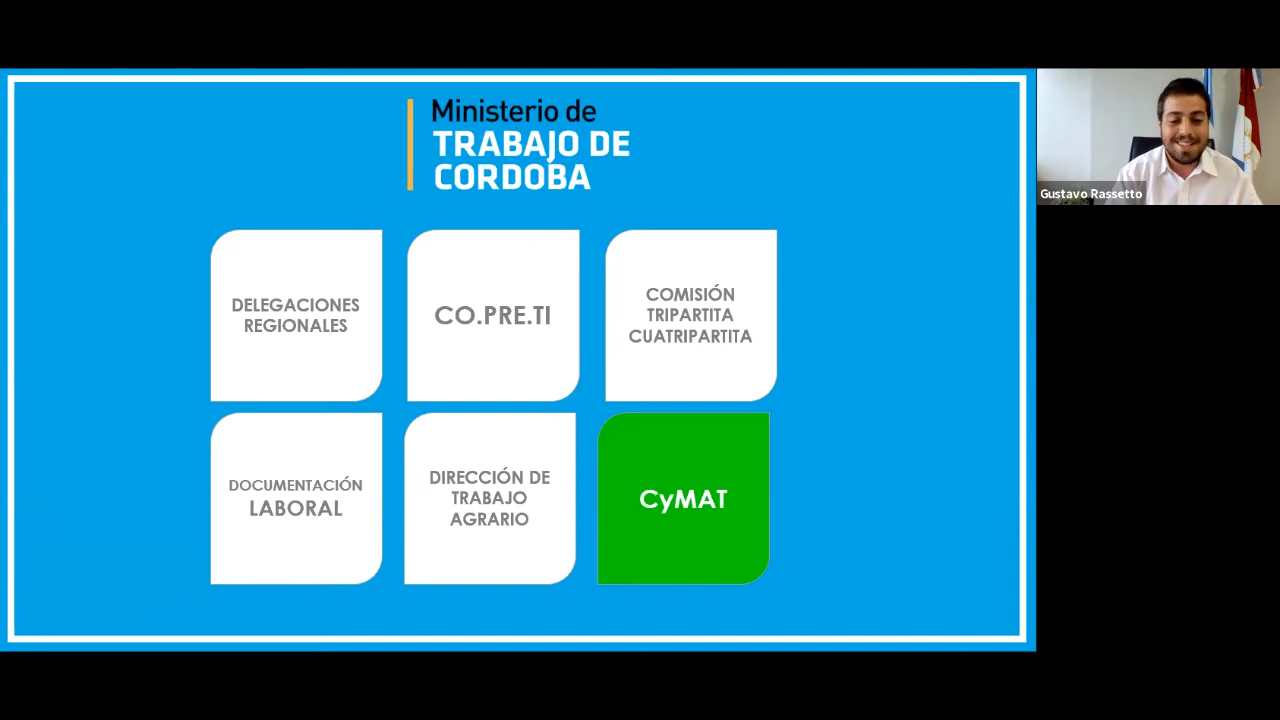 Ministerio de
TRABAJO DE
CORDOBA
Gustavo Rassetto
DELEGACIONES
REGIONALES
CO.PRE.TI
COMISIÓN
TRIPARTITA
CUATRIPARTITA
DOCUMENTACIÓN
LABORAL
DIRECCIÓN DE
TRABAJO
AGRARIO
CyMAT